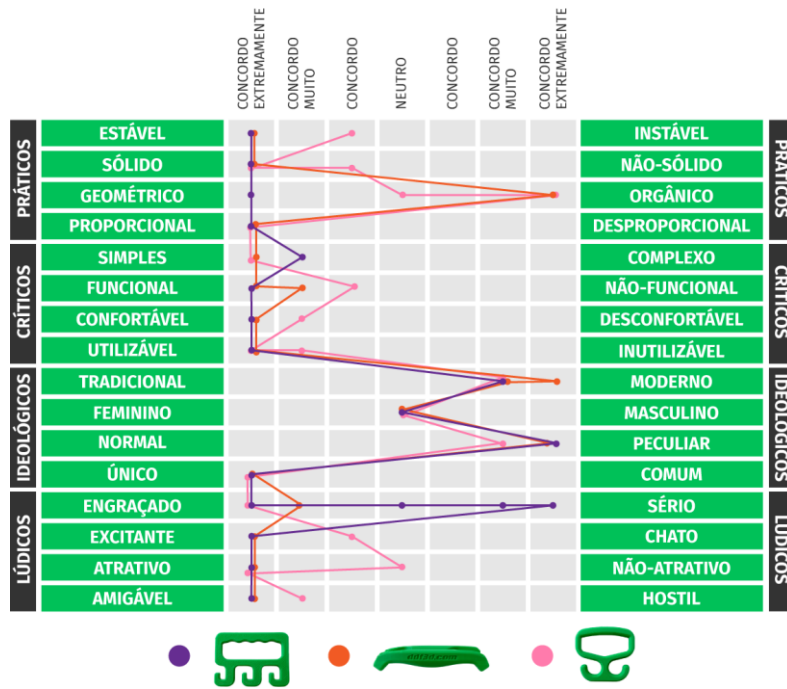 CONCORDO
EXTREMAMENTE
CONCORDO
MUITO
CONCORDO
NEUTRO
CONCORDO
CONCORDO
MUITO
CONCORDO
EXTREMAMENTE
PRÁTICOS
ESTÁVEL
INSTÁVEL
PRÁTICOS
SÓLIDO
NÃO-SÓLIDO
GEOMÉTRICO
ORGÂNICO
PROPORCIONAL
DESPROPORCIONAL
CRÍTICOS
SIMPLES
COMPLEXO
CRÍTICOS
FUNCIONAL
NÃO-FUNCIONAL
CONFORTÁVEL
DESCONFORTÁVEL
UTILIZÁVEL
INUTILIZÁVEL
IDEOLÓGICOS
TRADICIONAL
MODERNO
IDEOLÓGICOS
FEMININO
MASCULINO
NORMAL
PECULIAR
ÚNICO
COMUM
LÚDICOS
ENGRAÇADO
SÉRIO
LÚDICOS
EXCITANTE
CHATO
ATRATIVO
NÃO-ATRATIVO
AMIGÁVEL
HOSTIL